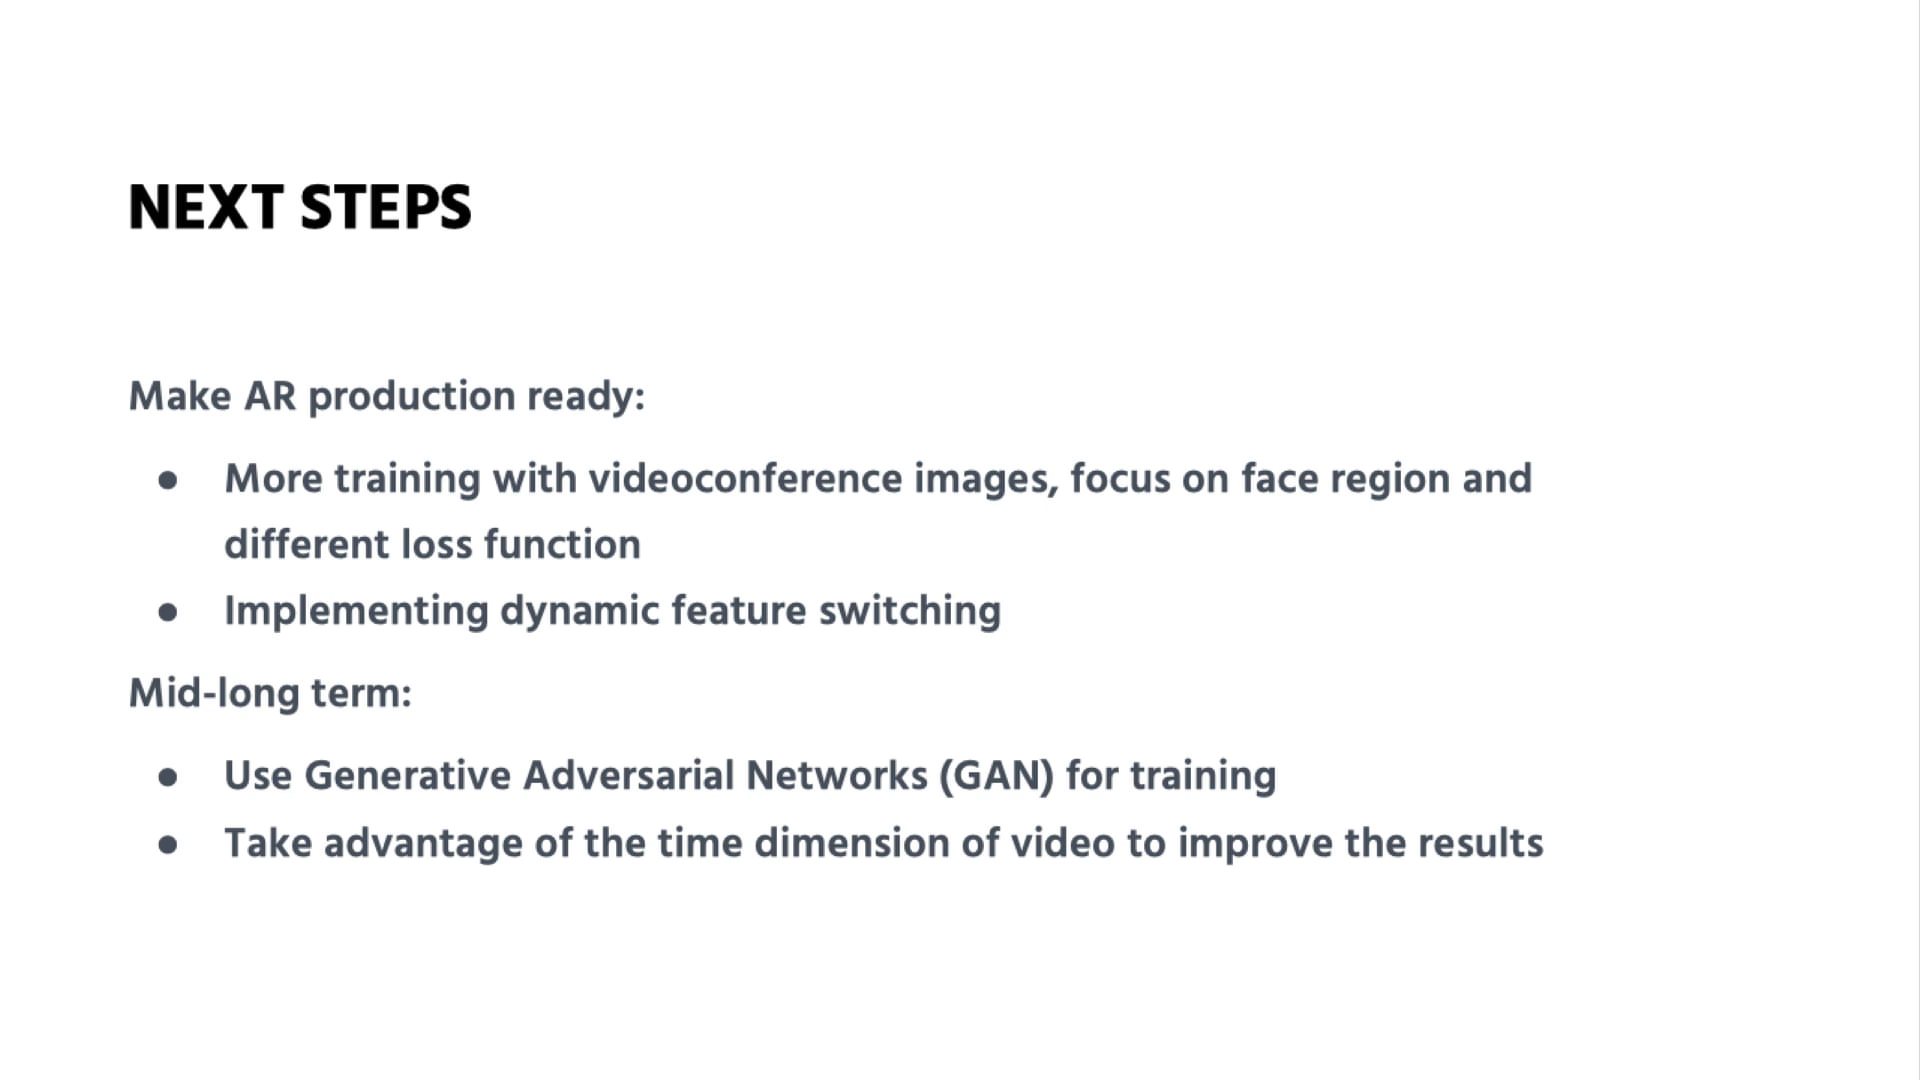 NEXT STEPS
Make AR production ready:
● More training with videoconference images, focus on face region and
different loss function
● Implementing dynamic feature switching
Mid-long term:
● Use Generative Adversarial Networks (GAN) for training
● Take advantage of the time dimension of video to improve the results